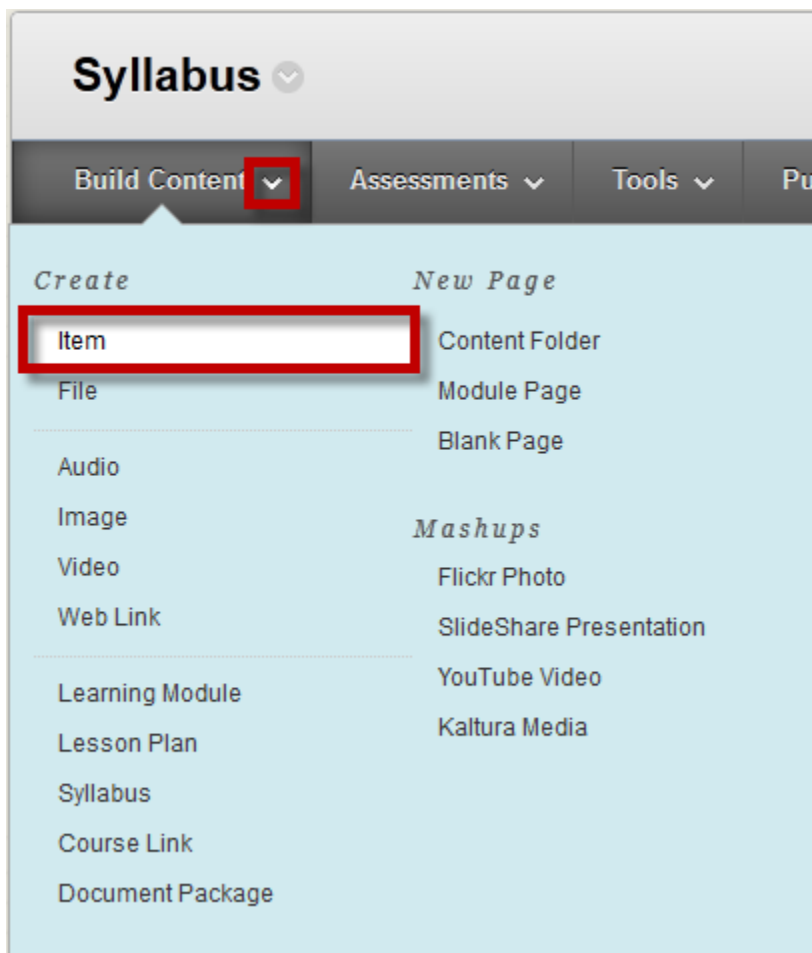 Syllabus
Build Content Assessments Tools Pu
Create
Item
File
Audio
Image
Video
Web Link
Learning Module
Lesson Plan
Syllabus
Course Link
Document Package
New Page
Content Folder
Module Page
Blank Page
Mashups
Flickr Photo
SlideShare Presentation
YouTube Video
Kaltura Media